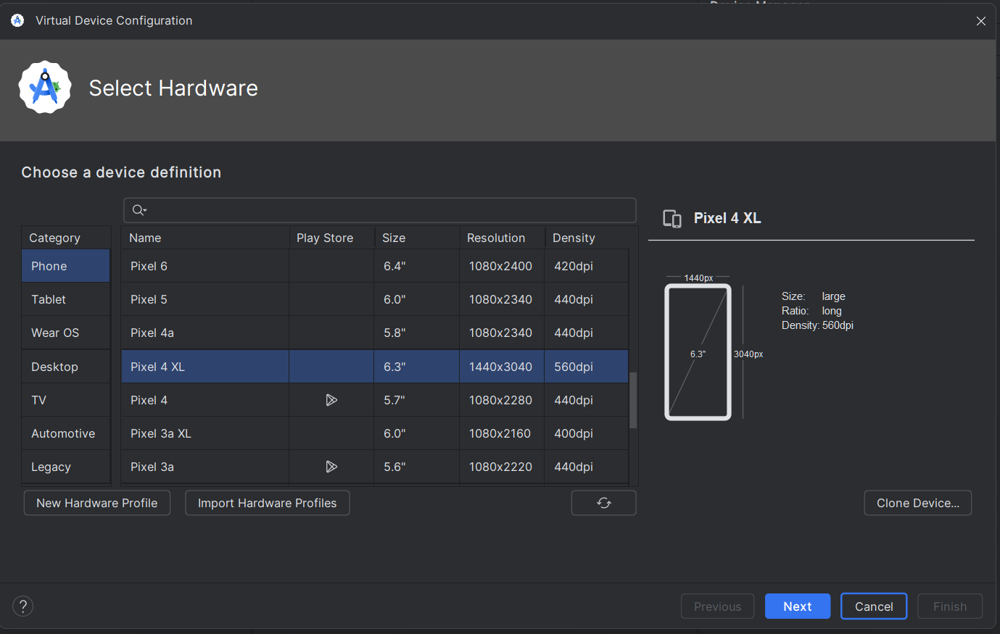 Device Manager
Virtual Device Configuration
Select Hardware
Choose a device definition
Category
Phone
Tablet
Wear OS
Desktop
TV
Automotive
Legacy
Name Play Store Size Resolution Density
Pixel 6 6.4" 1080x2400 420dpi
Pixel 5 6.0" 1080x2340 440dpi
Pixel 4a 5.8" 1080x2340 440dpi
Pixel 4 XL 6.3" 1440x3040 560dpi
Pixel 4 5.7" 1080x2280 440dpi
Pixel 3a XL 6.0" 1080x2160 400dpi
Pixel 3a 5.6" 1080x2220 440dpi
New Hardware Profile Import Hardware Profiles
Pixel 4 XL
1440px
6.3"
3040px
Size: large
Ratio: long
Density: 560dpi
Clone Device...
? Previous Next Cancel Finish